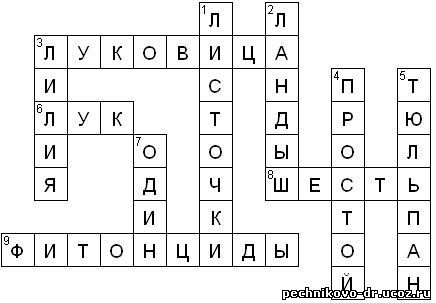 1 Л 2 Л
3 Л У К О В И Ц А
И С Н 4 П 5 Т
6 Л У К Т Д Р Ю
И 7 О О Ы О Л
Я Д Ч 8 Ш Е С Т Ь
И К Т П
9 Ф И Т О Н Ц И Д Ы О А
Й Н
pechnikovo-dr.ucoz.ru